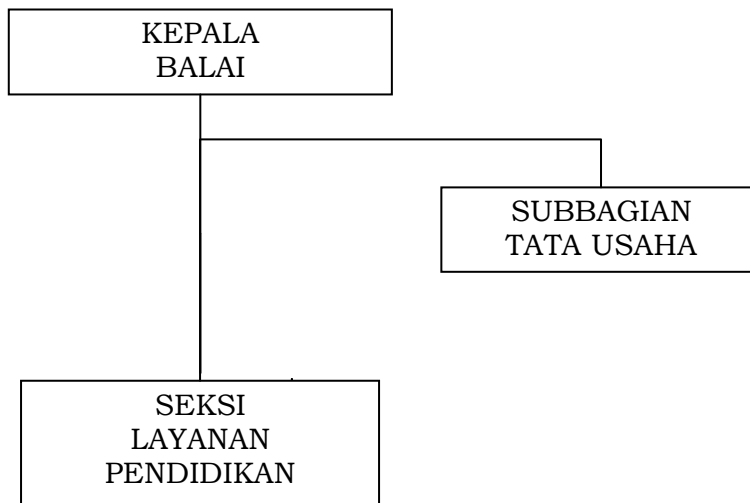 KEPALA
BALAI
SUBBAGIAN
TATA USAHA
SEKSI
LAYANAN
PENDIDIKAN